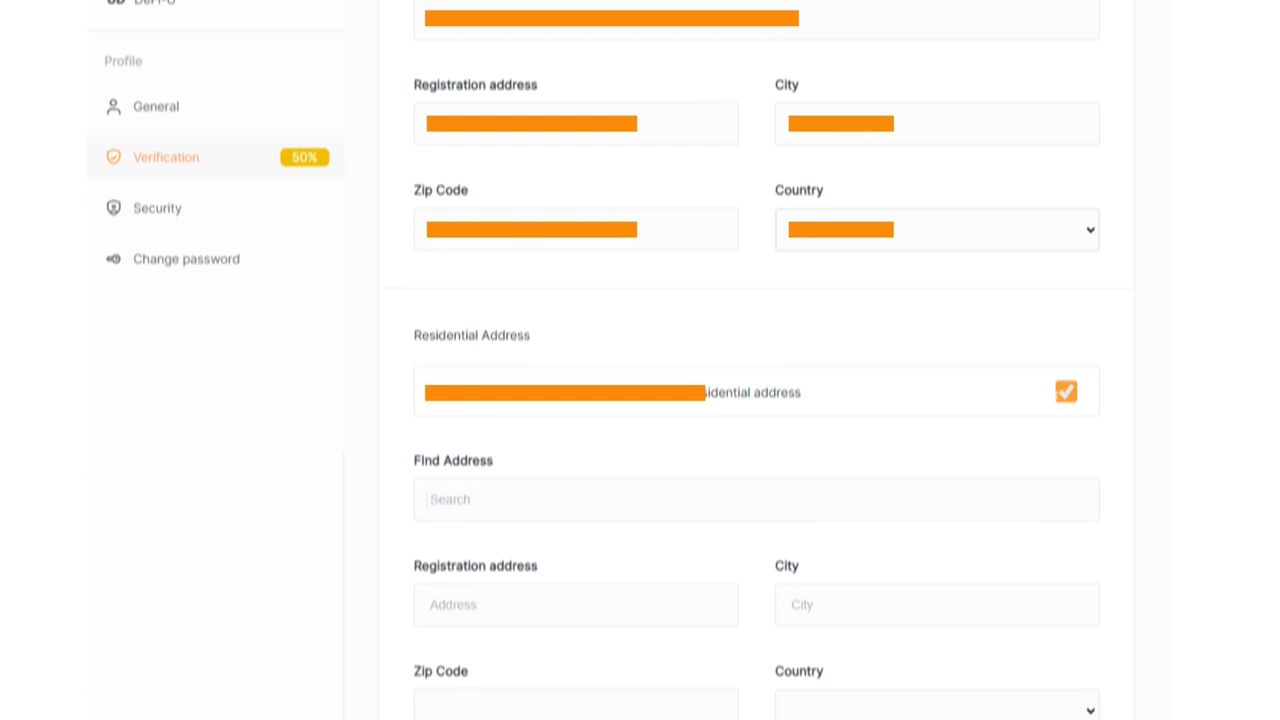 Profile
General
Verification 50%
Security
Change password
Registration address City
Zip Code Country
Residential Address
idential address
FInd Address
Search
Registration address City
Address City
Zip Code Country